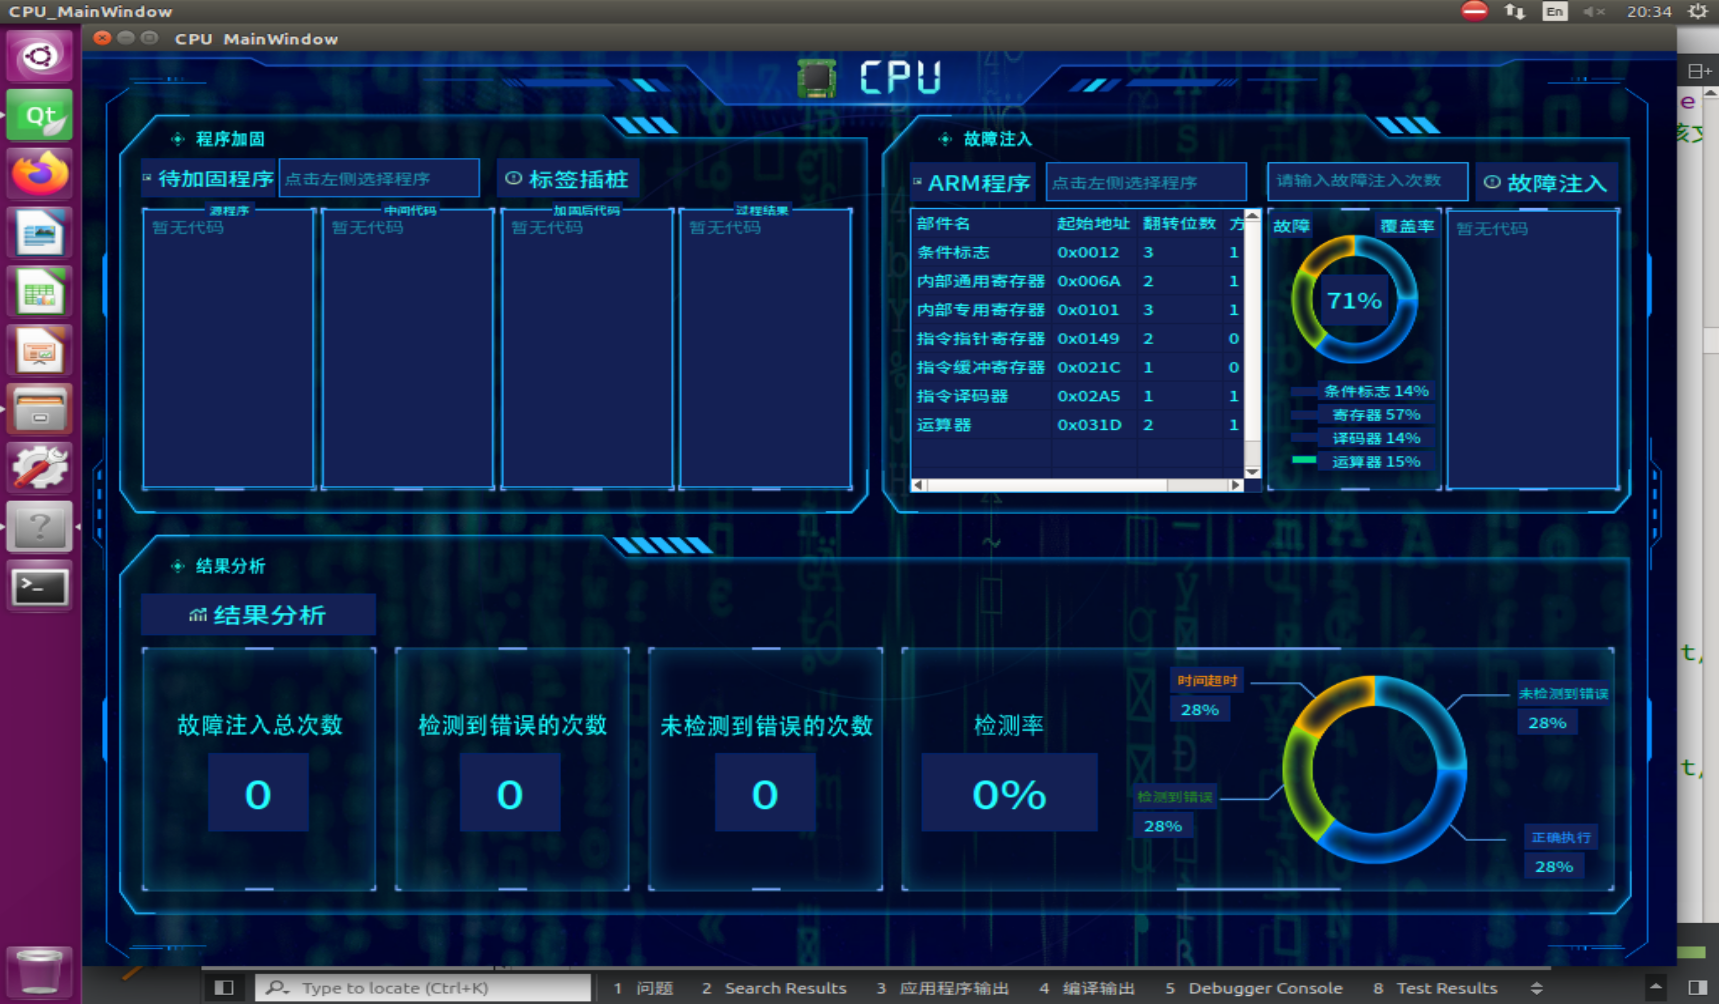 CPU_MainWindow
En
20:34
CPU MainWindow
CPU
程序加固
待加固程序
点击左侧选择程序
标签插桩
源程序
中间代码
加固后代码
过程结果
暂无代码
暂无代码
暂无代码
暂无代码
故障注入
ARM程序
点击左侧选择程序
请输入故障注入次数
故障注入
部件名 起始地址 翻转位数 方
条件标志 0x0012 3 1
内部通用寄存器 0x006A 2 1
内部专用寄存器 0x0101 3 1
指令指针寄存器 0x0149 2 0
指令缓冲寄存器 0x021C 1 0
指令译码器 0x02A5 1 1
运算器 0x031D 2 1
故障 覆盖率
71%
条件标志 14%
寄存器 57%
译码器 14%
运算器 15%
暂无代码
结果分析
结果分析
故障注入总次数
0
检测到错误的次数
0
未检测到错误的次数
0
检测率
0%
时间超时
28%
未检测到错误
28%
检测到错误
28%
正确执行
28%
Qt
e
t,
t,
Type to locate (Ctrl+K)
1 问题
2 Search Results
3 应用程序输出
4 编译输出
5 Debugger Console
8 Test Results